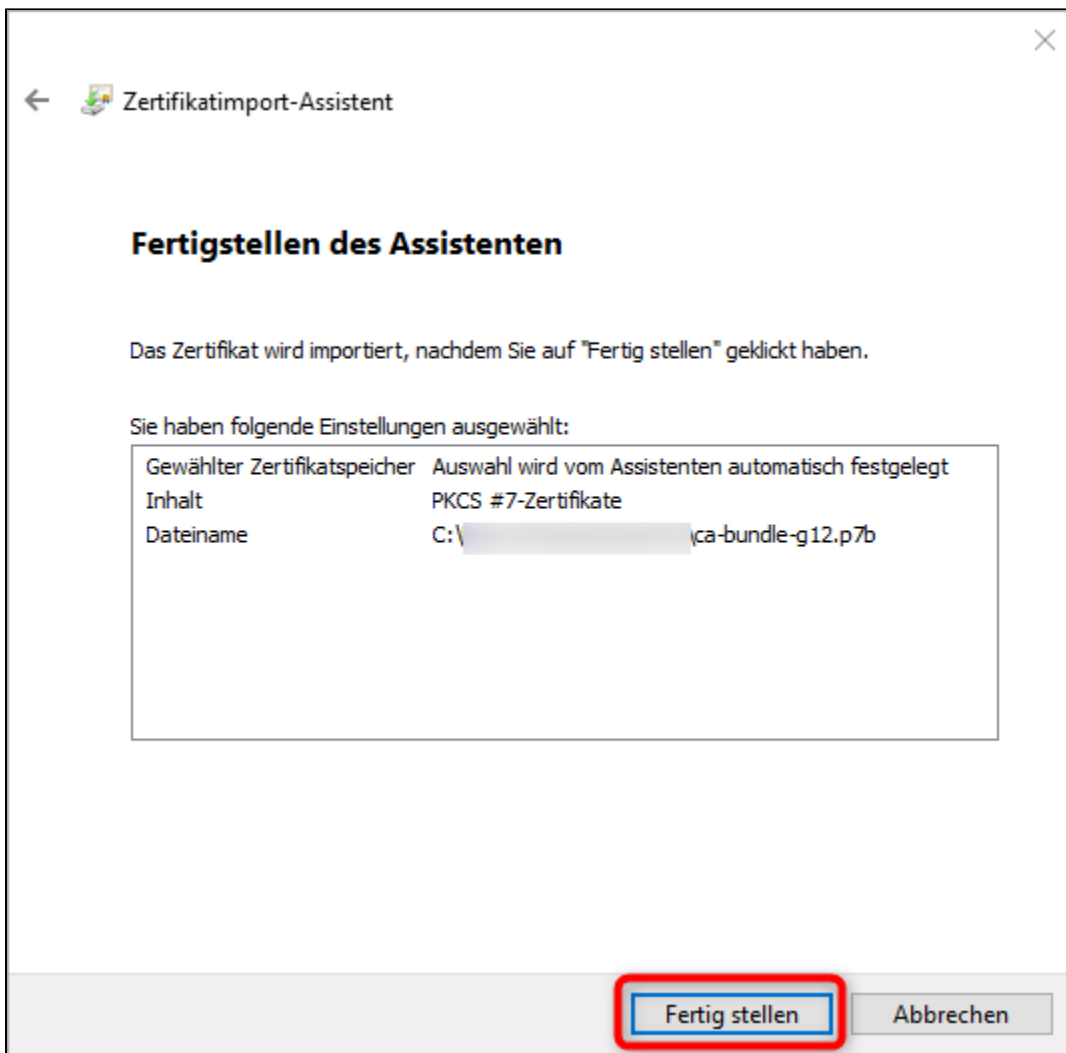 Zertifikatimport-Assistent
Fertigstellen des Assistenten
Das Zertifikat wird importiert, nachdem Sie auf "Fertig stellen" geklickt haben.
Sie haben folgende Einstellungen ausgewählt:
Gewählter Zertifikatspeicher Auswahl wird vom Assistenten automatisch festgelegt
Inhalt PKCS #7-Zertifikate
Dateiname C:\ \ca-bundle-g12.p7b
Fertig stellen Abbrechen